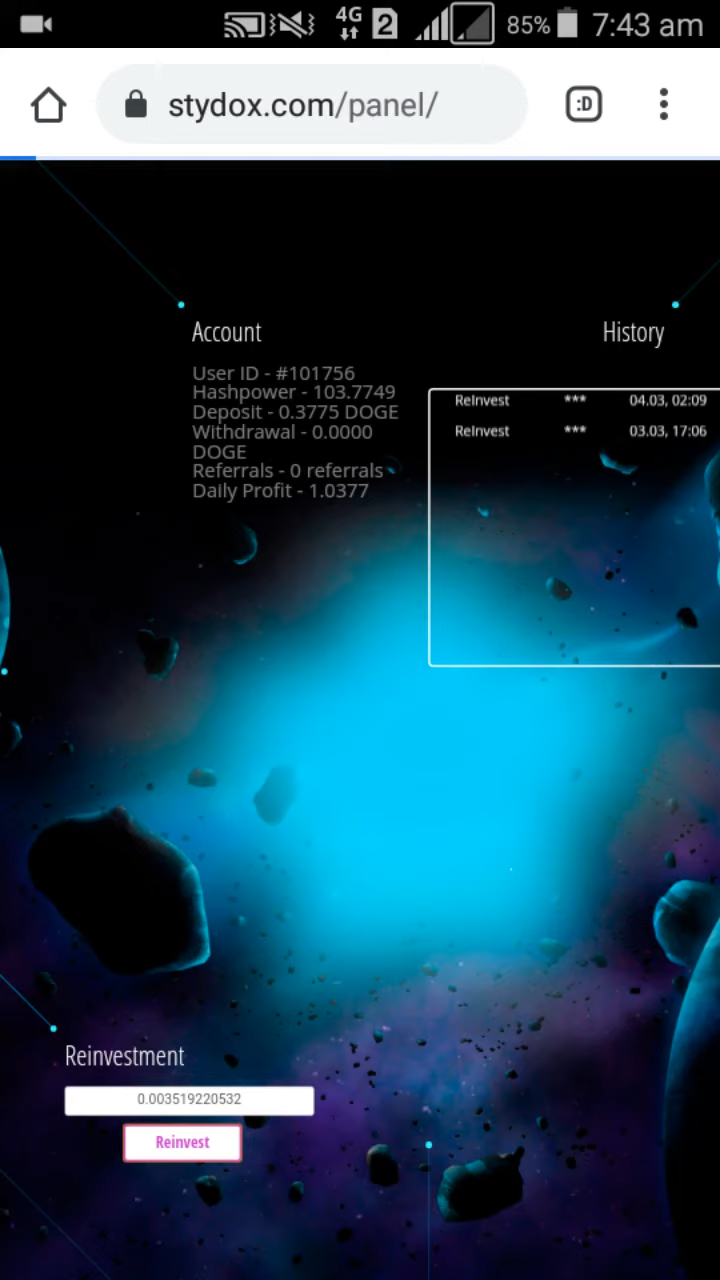 4G 2 85% 7:43 am
stydox.com/panel/ :D
Account
History
User ID - #101756
Hashpower - 103.7749
Deposit - 0.3775 DOGE
Withdrawal - 0.0000
DOGE
Referrals - 0 referrals
Daily Profit - 1.0377
ReInvest *** 04.03, 02:09
ReInvest *** 03.03, 17:06
Reinvestment
0.003519220532
Reinvest